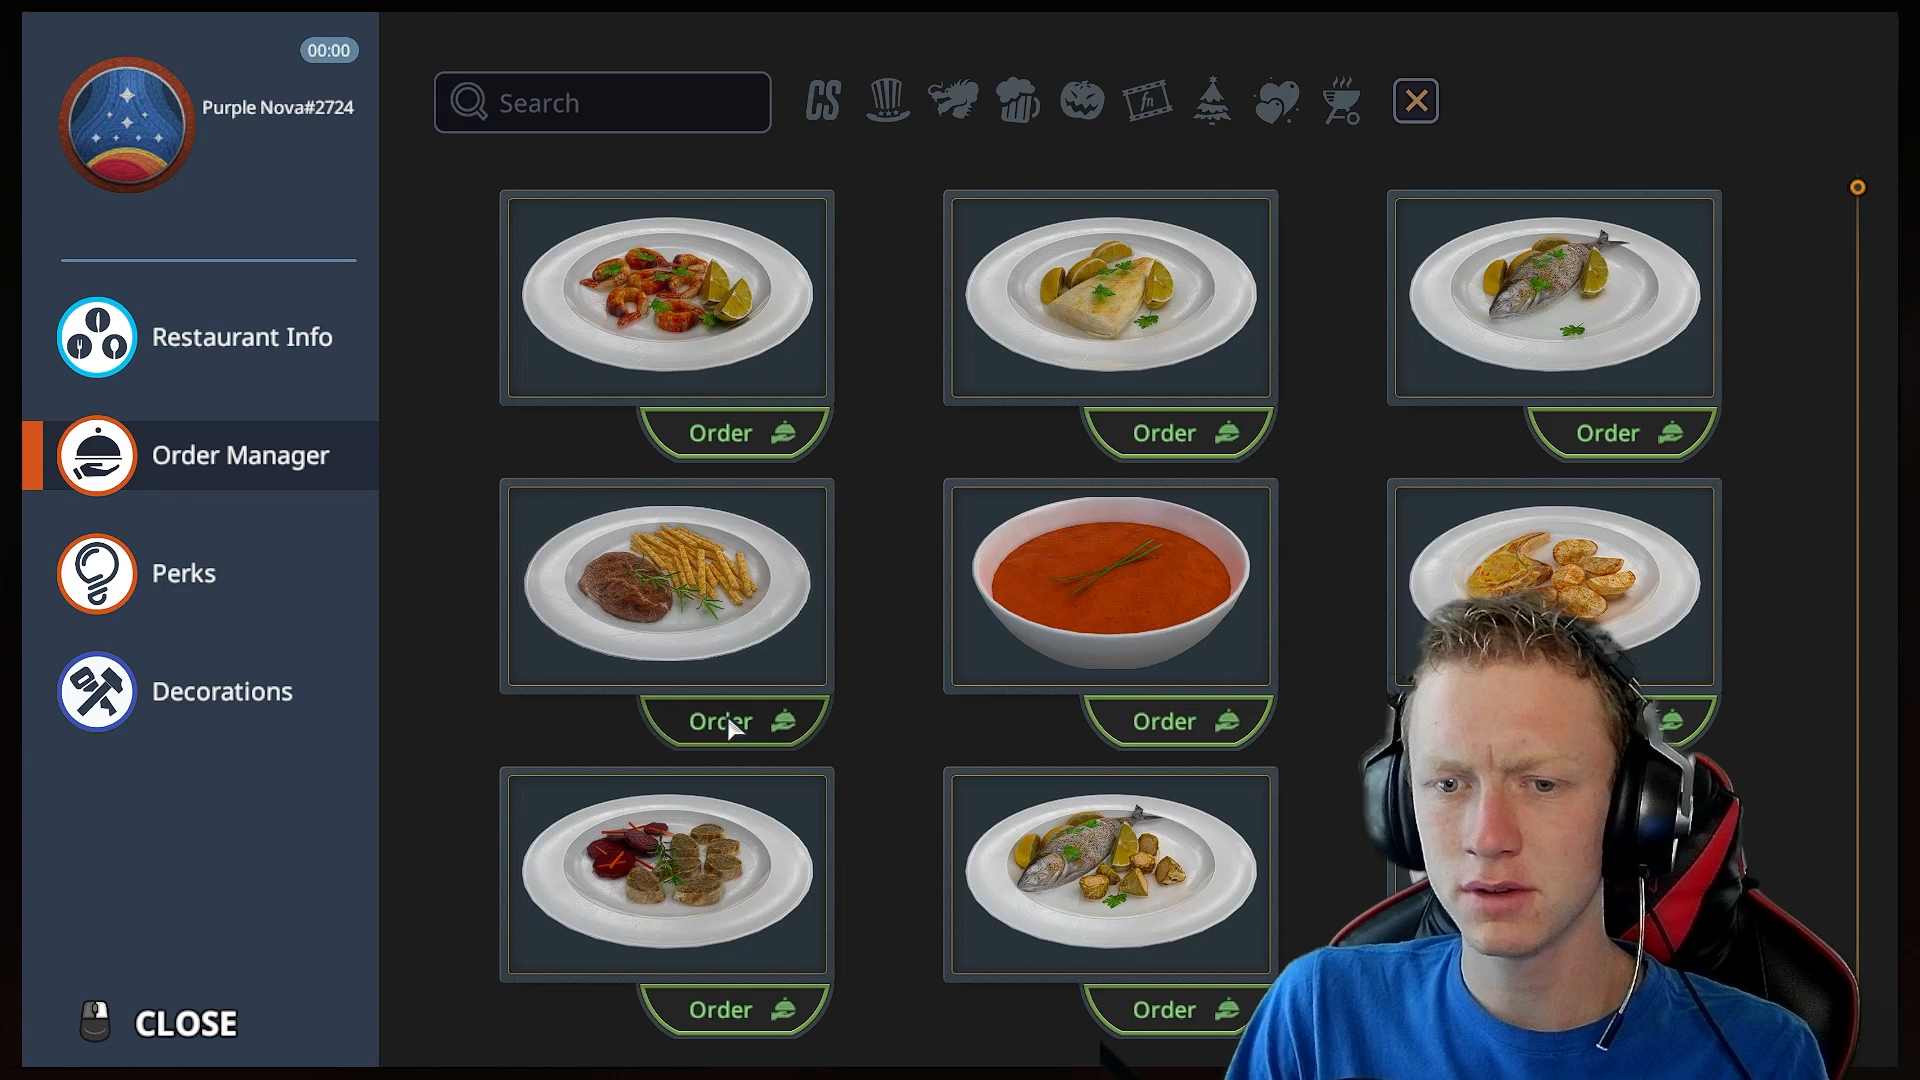 00:00
Purple Nova#2724
Search
CS
fn
Restaurant Info
Order Manager
Perks
Decorations
CLOSE
Order
Order
Order
Order
Order
Order
Order